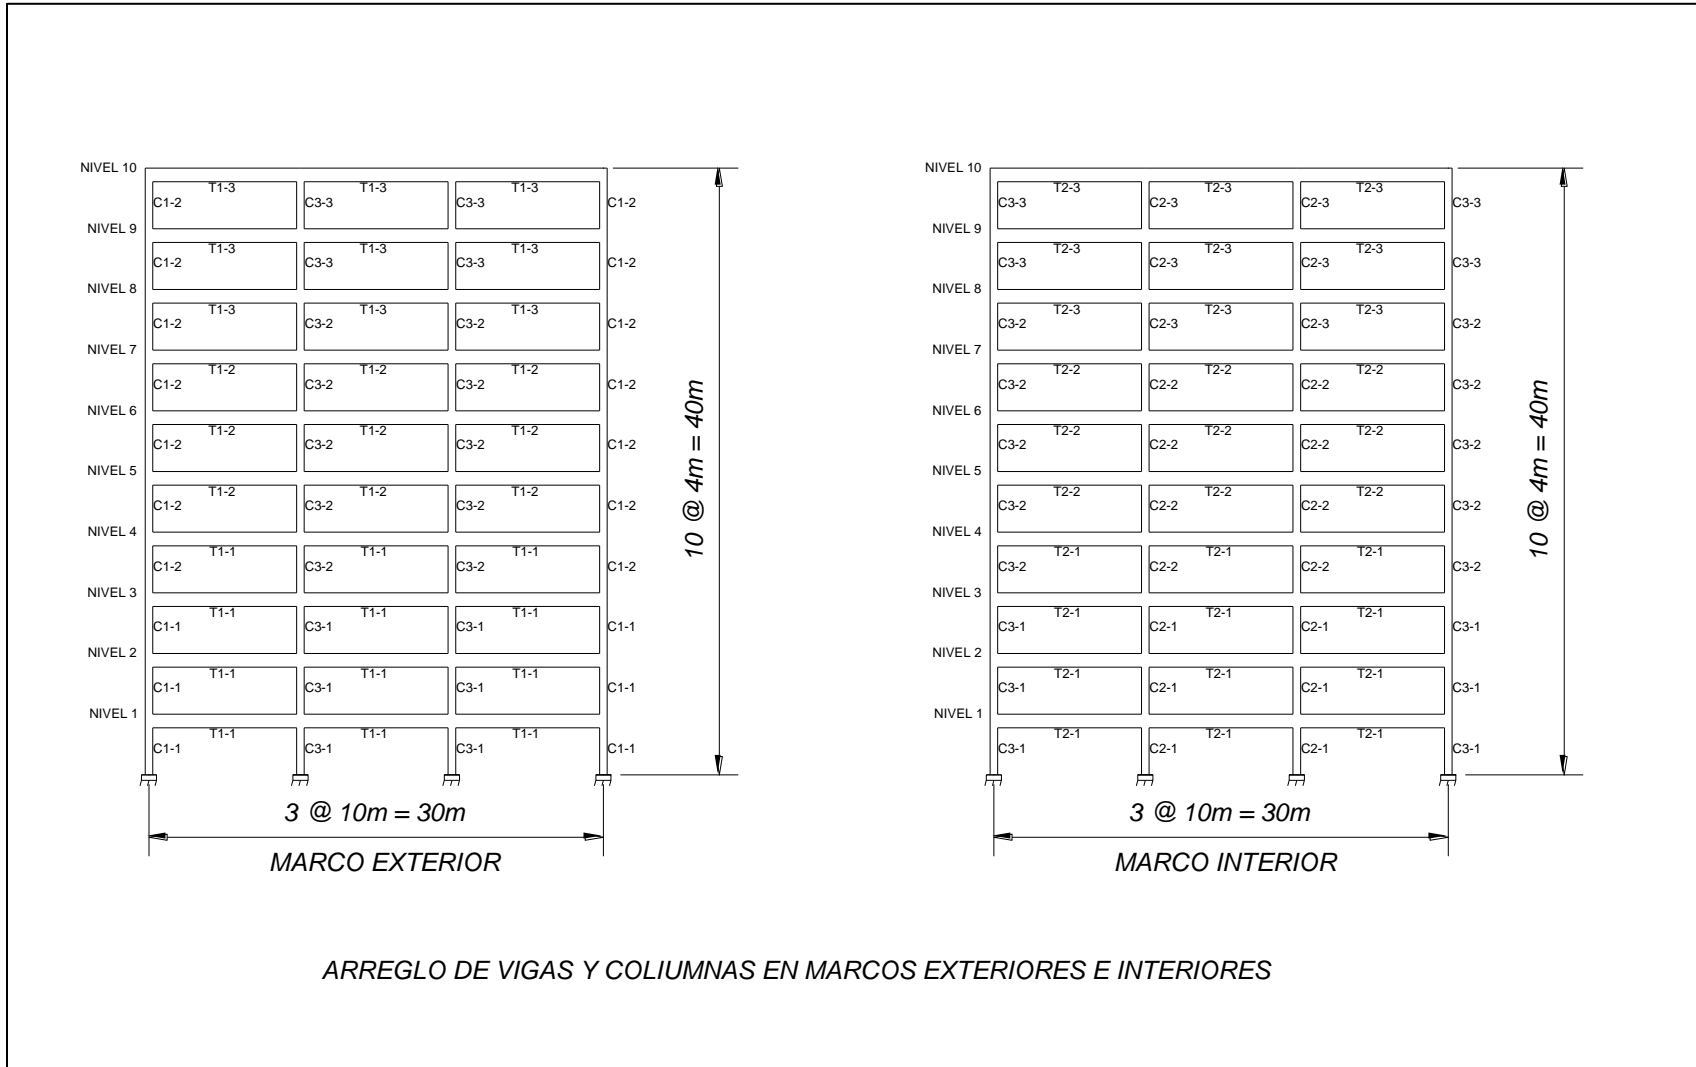 NIVEL 10
T1-3 T1-3 T1-3
C1-2 C3-3 C3-3 C1-2
NIVEL 9
T1-3 T1-3 T1-3
C1-2 C3-3 C3-3 C1-2
NIVEL 8
T1-3 T1-3 T1-3
C1-2 C3-2 C3-2 C1-2
NIVEL 7
T1-2 T1-2 T1-2
C1-2 C3-2 C3-2 C1-2
NIVEL 6
T1-2 T1-2 T1-2
C1-2 C3-2 C3-2 C1-2
NIVEL 5
T1-2 T1-2 T1-2
C1-2 C3-2 C3-2 C1-2
NIVEL 4
T1-1 T1-1 T1-1
C1-2 C3-2 C3-2 C1-2
NIVEL 3
T1-1 T1-1 T1-1
C1-1 C3-1 C3-1 C1-1
NIVEL 2
T1-1 T1-1 T1-1
C1-1 C3-1 C3-1 C1-1
NIVEL 1
T1-1 T1-1 T1-1
C1-1 C3-1 C3-1 C1-1
10 @ 4m = 40m
3 @ 10m = 30m
MARCO EXTERIOR
NIVEL 10
T2-3 T2-3 T2-3
C3-3 C2-3 C2-3 C3-3
NIVEL 9
T2-3 T2-3 T2-3
C3-3 C2-3 C2-3 C3-3
NIVEL 8
T2-3 T2-3 T2-3
C3-2 C2-3 C2-3 C3-2
NIVEL 7
T2-2 T2-2 T2-2
C3-2 C2-2 C2-2 C3-2
NIVEL 6
T2-2 T2-2 T2-2
C3-2 C2-2 C2-2 C3-2
NIVEL 5
T2-2 T2-2 T2-2
C3-2 C2-2 C2-2 C3-2
NIVEL 4
T2-1 T2-1 T2-1
C3-2 C2-2 C2-2 C3-2
NIVEL 3
T2-1 T2-1 T2-1
C3-1 C2-1 C2-1 C3-1
NIVEL 2
T2-1 T2-1 T2-1
C3-1 C2-1 C2-1 C3-1
NIVEL 1
T2-1 T2-1 T2-1
C3-1 C2-1 C2-1 C3-1
10 @ 4m = 40m
3 @ 10m = 30m
MARCO INTERIOR
ARREGLO DE VIGAS Y COLIUMNAS EN MARCOS EXTERIORES E INTERIORES